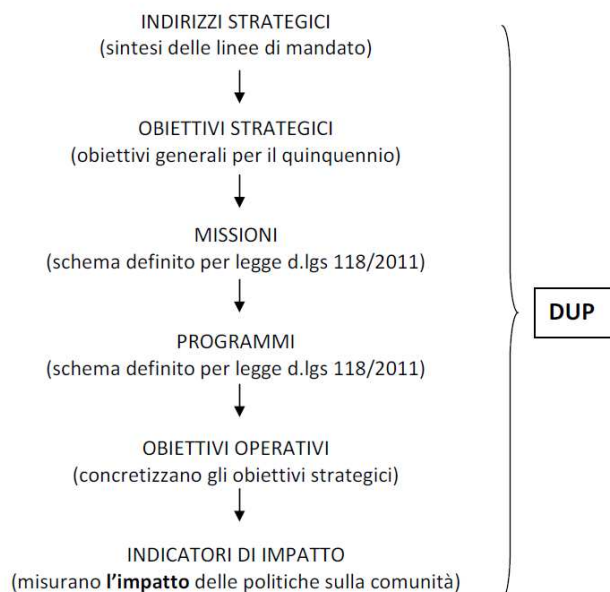 INDIRIZZI STRATEGICI
(sintesi delle linee di mandato)
OBIETTIVI STRATEGICI
(obiettivi generali per il quinquennio)
MISSIONI
(schema definito per legge d.lgs 118/2011)
DUP
PROGRAMMI
(schema definito per legge d.lgs 118/2011)
OBIETTIVI OPERATIVI
(concretizzano gli obiettivi strategici)
INDICATORI DI IMPATTO
(misurano l'impatto delle politiche sulla comunità)